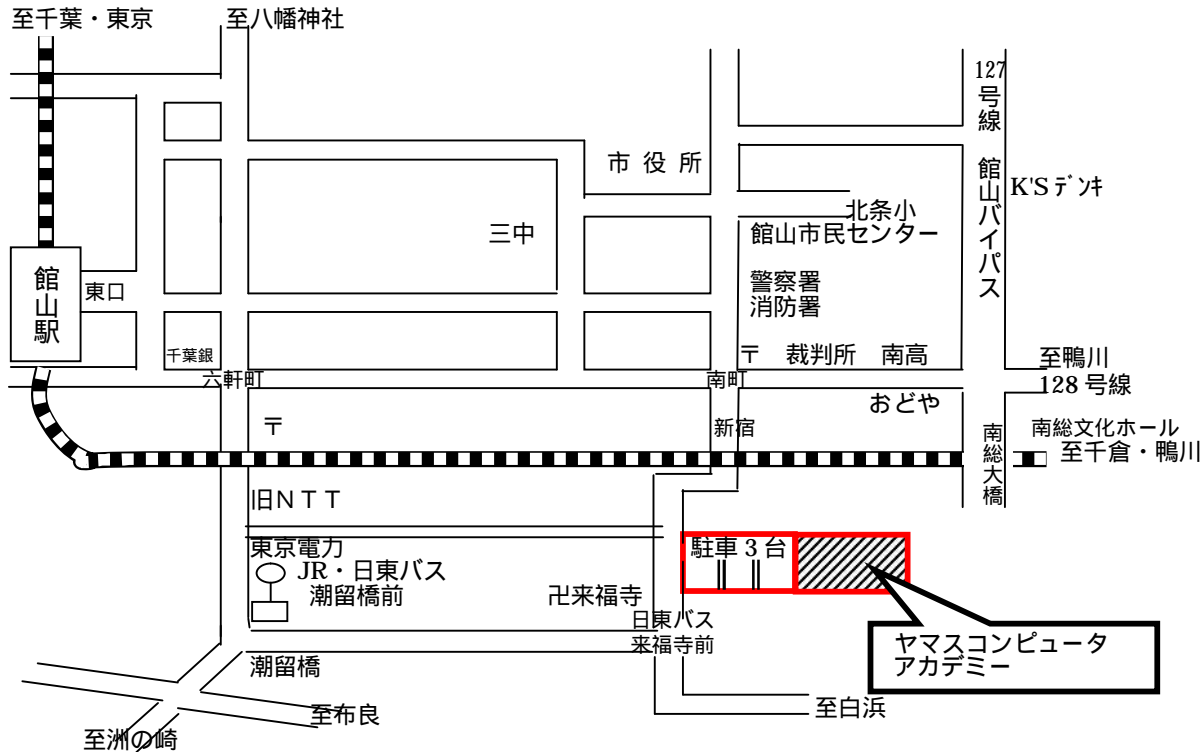 至千葉・東京
至八幡神社
127号線
館山バイパス
K'Sデンキ
市役所
北条小
館山市民センター
三中
警察署
消防署
館山駅
東口
千葉銀
六軒町
〒 裁判所 南高
南町
至鴨川
128号線
おどや
〒
新宿
南総大橋
南総文化ホール
至千倉・鴨川
旧NTT
東京電力
JR・日東バス
潮留橋前
駐車3台
卍来福寺
日東バス
来福寺前
ヤマスコンピュータ
アカデミー
潮留橋
至布良
至白浜
至洲の崎